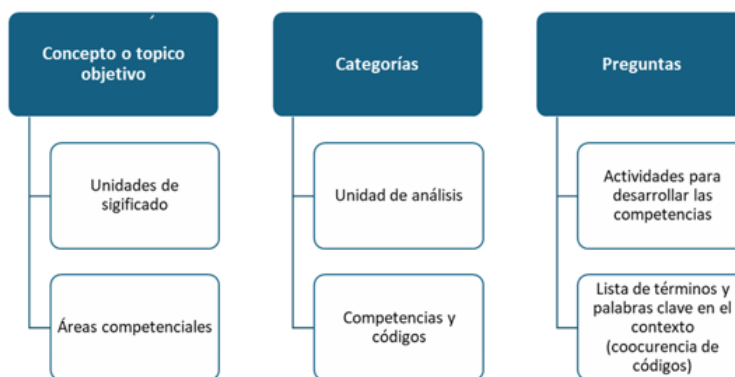 Concepto o topico
objetivo
Unidades de
sigificado
Áreas competenciales
Categorías
Unidad de análisis
Competencias y
códigos
Preguntas
Actividades para
desarrollar las
competencias
Lista de términos y
palabras clave en el
contexto
(coocurencia de
códigos)